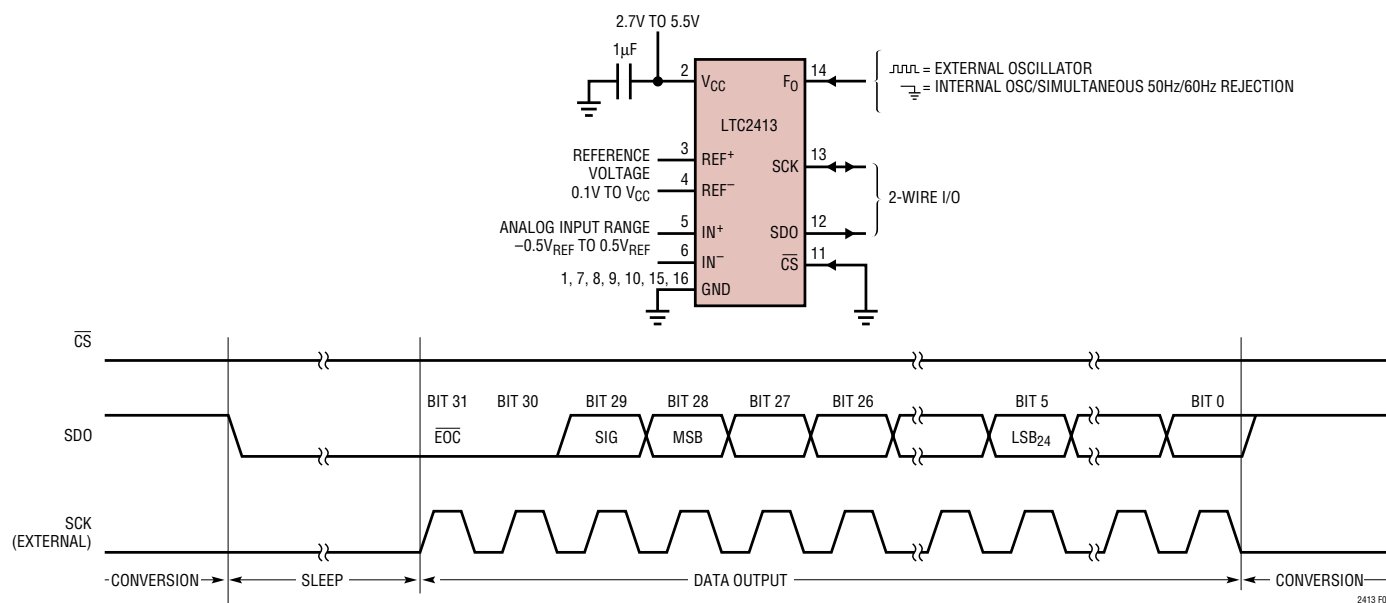 2.7V TO 5.5V
1µF
2
VCC
LTC2413
FO
14
= EXTERNAL OSCILLATOR
= INTERNAL OSC/SIMULTANEOUS 50Hz/60Hz REJECTION
REFERENCE
VOLTAGE
0.1V TO VCC
3
REF+
4
REF−
SCK
13
2-WIRE I/O
ANALOG INPUT RANGE
−0.5VREF TO 0.5VREF
5
IN+
6
IN−
SDO
12
CS
11
1, 7, 8, 9, 10, 15, 16
GND
CS
BIT 31
BIT 30
BIT 29
BIT 28
BIT 27
BIT 26
BIT 5
BIT 0
SDO
EOC
SIG
MSB
LSB24
SCK
(EXTERNAL)
CONVERSION
SLEEP
DATA OUTPUT
CONVERSION
2413 F0